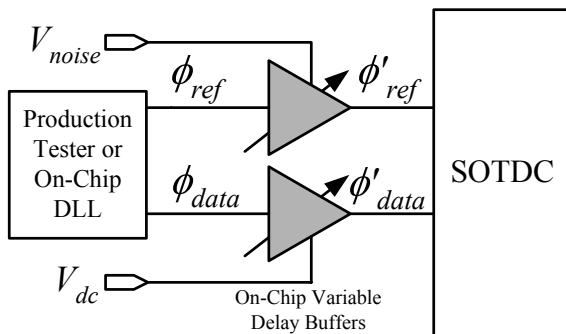 V_noise
ϕ_ref
ϕ'_ref
Production
Tester or
On-Chip
DLL
SOTDC
ϕ_data
ϕ'_data
V_dc
On-Chip Variable
Delay Buffers